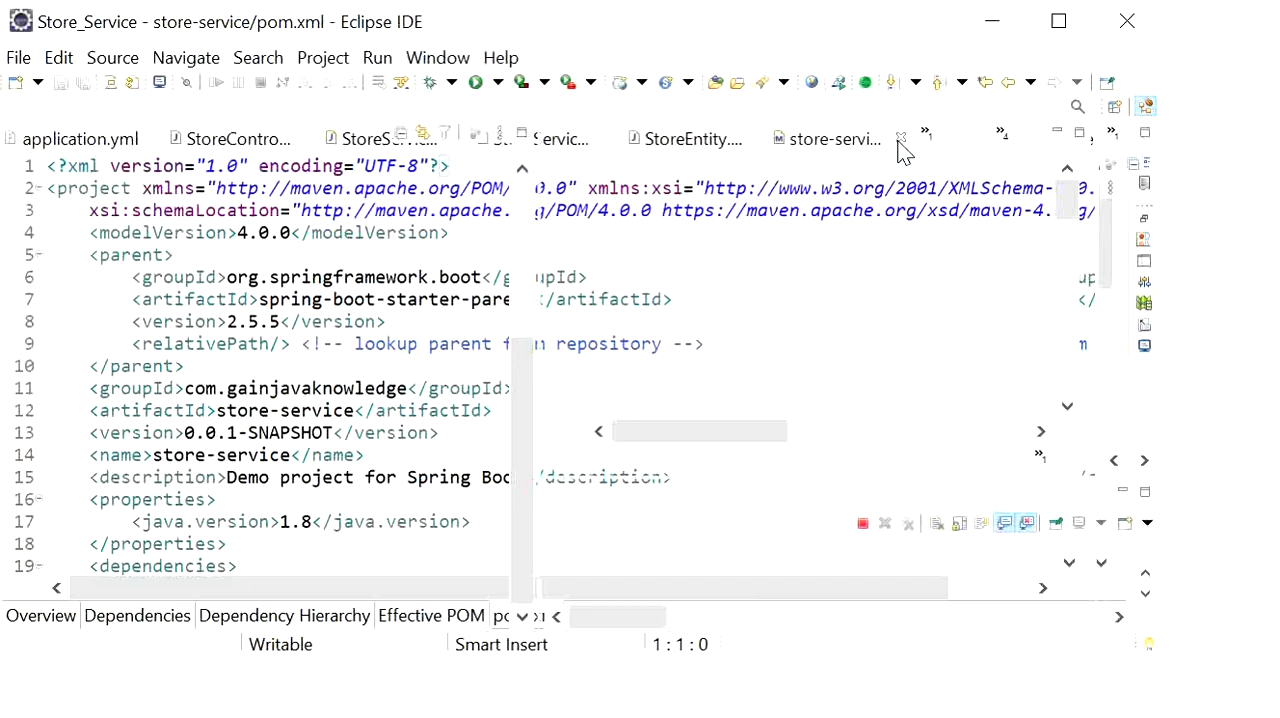 Store_Service - store-service/pom.xml - Eclipse IDE
File Edit Source Navigate Search Project Run Window Help
application.yml StoreContro... Servic... StoreEntity.... store-servi...
1 <?xml version="1.0" encoding="UTF-8"?>
2 <project xmlns="http://maven.apache.org/POM/ 0.0" xmlns:xsi="http://www.w3.org/2001/XMLSchema-
3 xsi:schemaLocation="http://maven.apache. g/POM/4.0.0 https://maven.apache.org/xsd/maven-4.
4 <modelVersion>4.0.0</modelVersion>
5 <parent>
6 <groupId>org.springframework.boot</g upId>
7 <artifactId>spring-boot-starter-pare </artifactId>
8 <version>2.5.5</version>
9 <relativePath/> <!-- lookup parent f n repository -->
10 </parent>
11 <groupId>com.gainjavaknowledge</groupId>
12 <artifactId>store-service</artifactId>
13 <version>0.0.1-SNAPSHOT</version>
14 <name>store-service</name>
15 <description>Demo project for Spring Boo /description>
16 <properties>
17 <java.version>1.8</java.version>
18 </properties>
19 <dependencies>
Overview Dependencies Dependency Hierarchy Effective POM
Writable Smart Insert 1 : 1 : 0